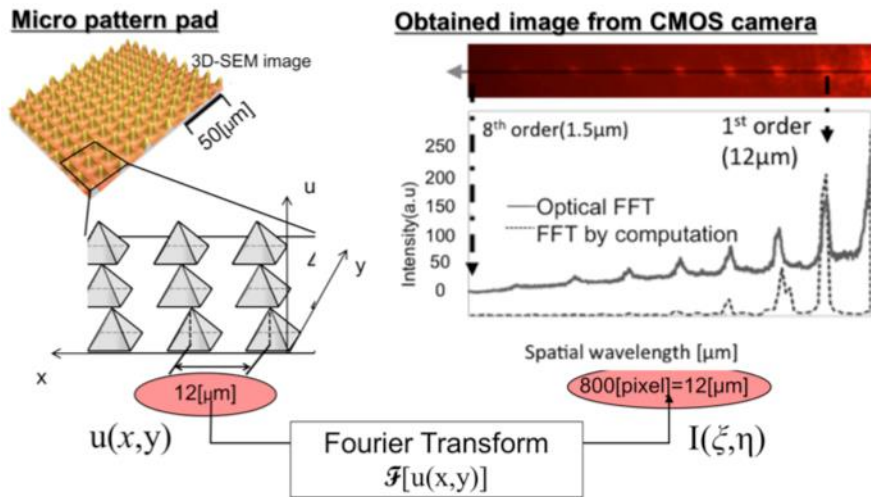 Micro pattern pad
3D-SEM image
50[μm]
u
y
x
12[μm]
u(x,y)
Obtained image from CMOS camera
8th order(1.5μm)
1st order
(12μm)
250
200
150
100
50
0
Intensity(a.u)
Optical FFT
FFT by computation
Spatial wavelength [μm]
800[pixel]=12[μm]
I(ξ,η)
Fourier Transform
ℱ[u(x,y)]